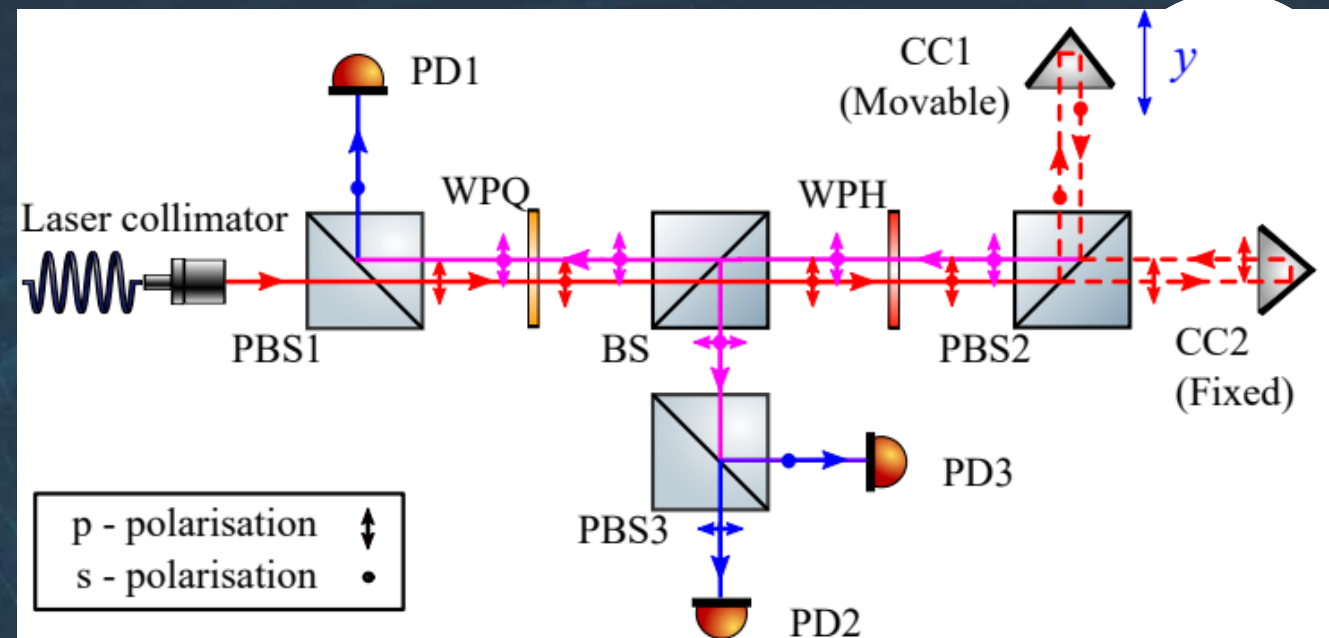 PD1
CC1
(Movable)
y
Laser collimator
WPQ
WPH
PBS1
BS
PBS2
CC2
(Fixed)
PD3
PBS3
PD2
p - polarisation
s - polarisation